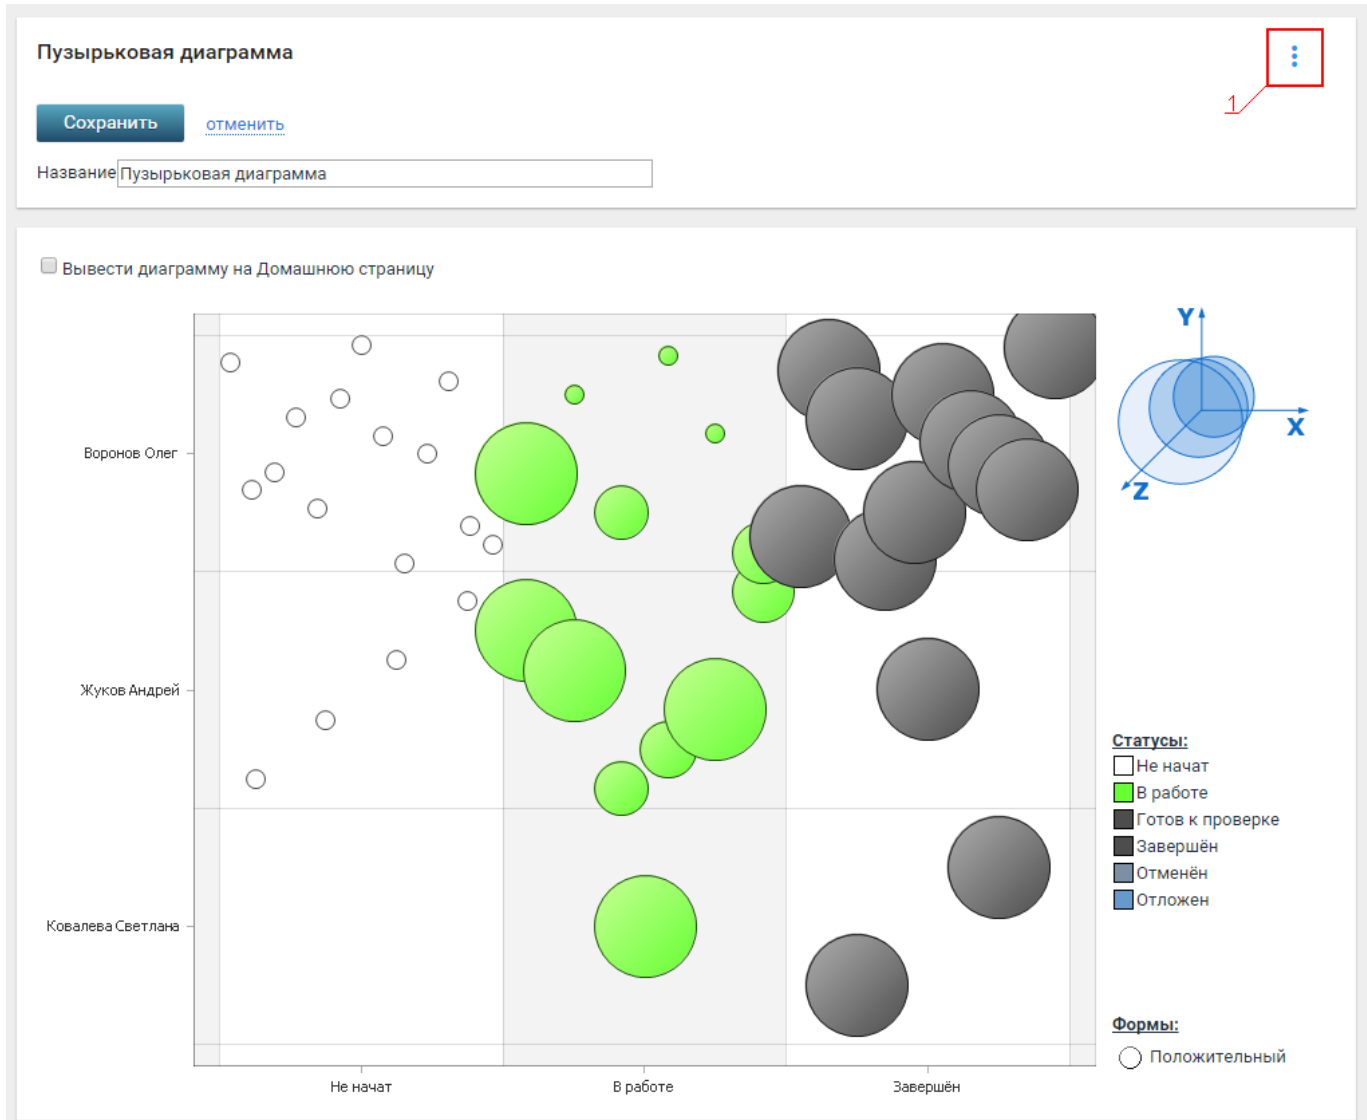 Пузырьковая диаграмма
1
Сохранить отменить
Название Пузырьковая диаграмма
Вывести диаграмму на Домашнюю страницу
Y
X
Z
Воронов Олег
Жуков Андрей
Ковалева Светлана
Не начат В работе Завершён
Статусы:
Не начат
В работе
Готов к проверке
Завершён
Отменён
Отложен
Формы:
Положительный